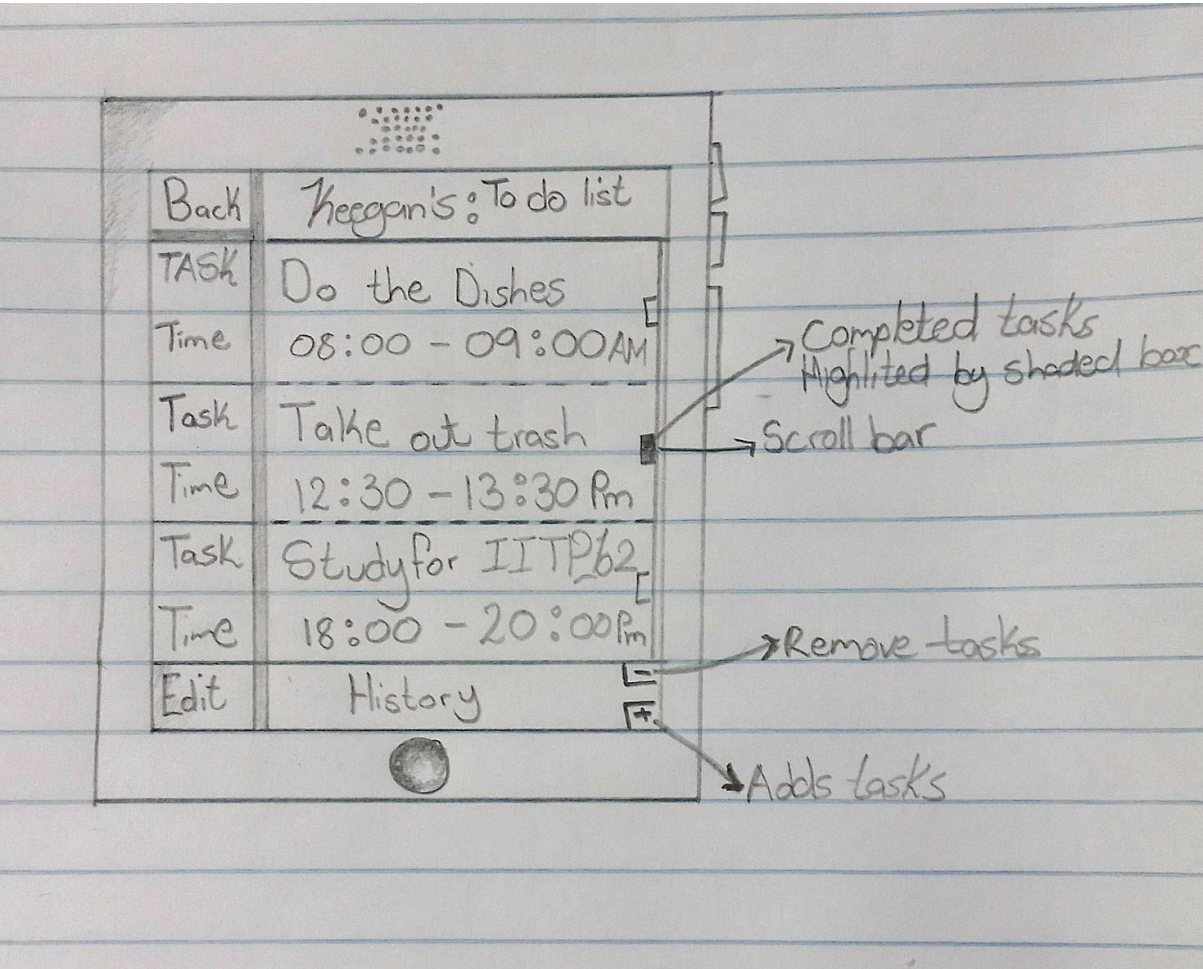 Back
Keegan's: To do list
TASK
Do the Dishes
Time
08:00 - 09:00AM
Task
Take out trash
Time
12:30 - 13:30 Pm
Task
Study for IITP62
Time
18:00 - 20:00Pm
Edit
History
-
+
Completed tasks
Highlited by shaded box
Scroll bar
Remove tasks
Adds tasks